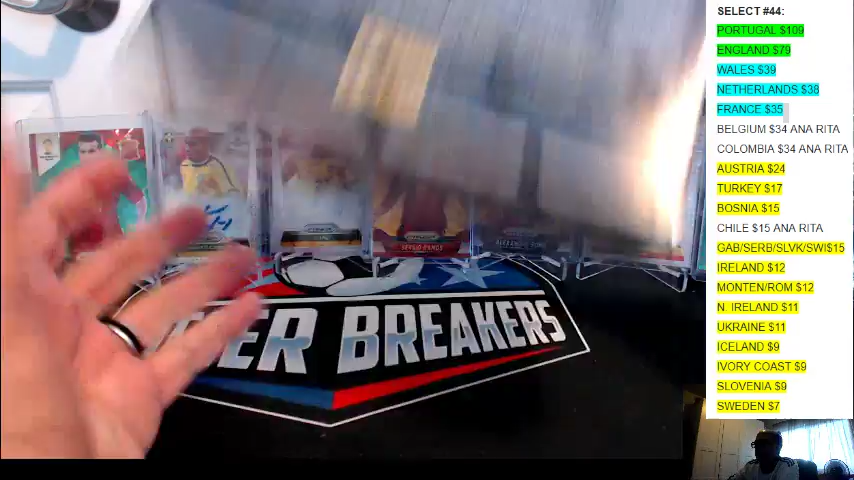 SELECT #44:
PORTUGAL $109
ENGLAND $79
WALES $39
NETHERLANDS $38
FRANCE $35
BELGIUM $34 ANA RITA
COLOMBIA $34 ANA RITA
AUSTRIA $24
TURKEY $17
BOSNIA $15
CHILE $15 ANA RITA
GAB/SERB/SLVK/SWI$15
IRELAND $12
MONTEN/ROM $12
N. IRELAND $11
UKRAINE $11
ICELAND $9
IVORY COAST $9
SLOVENIA $9
SWEDEN $7
SERGIO RAMOS
BREAKERS